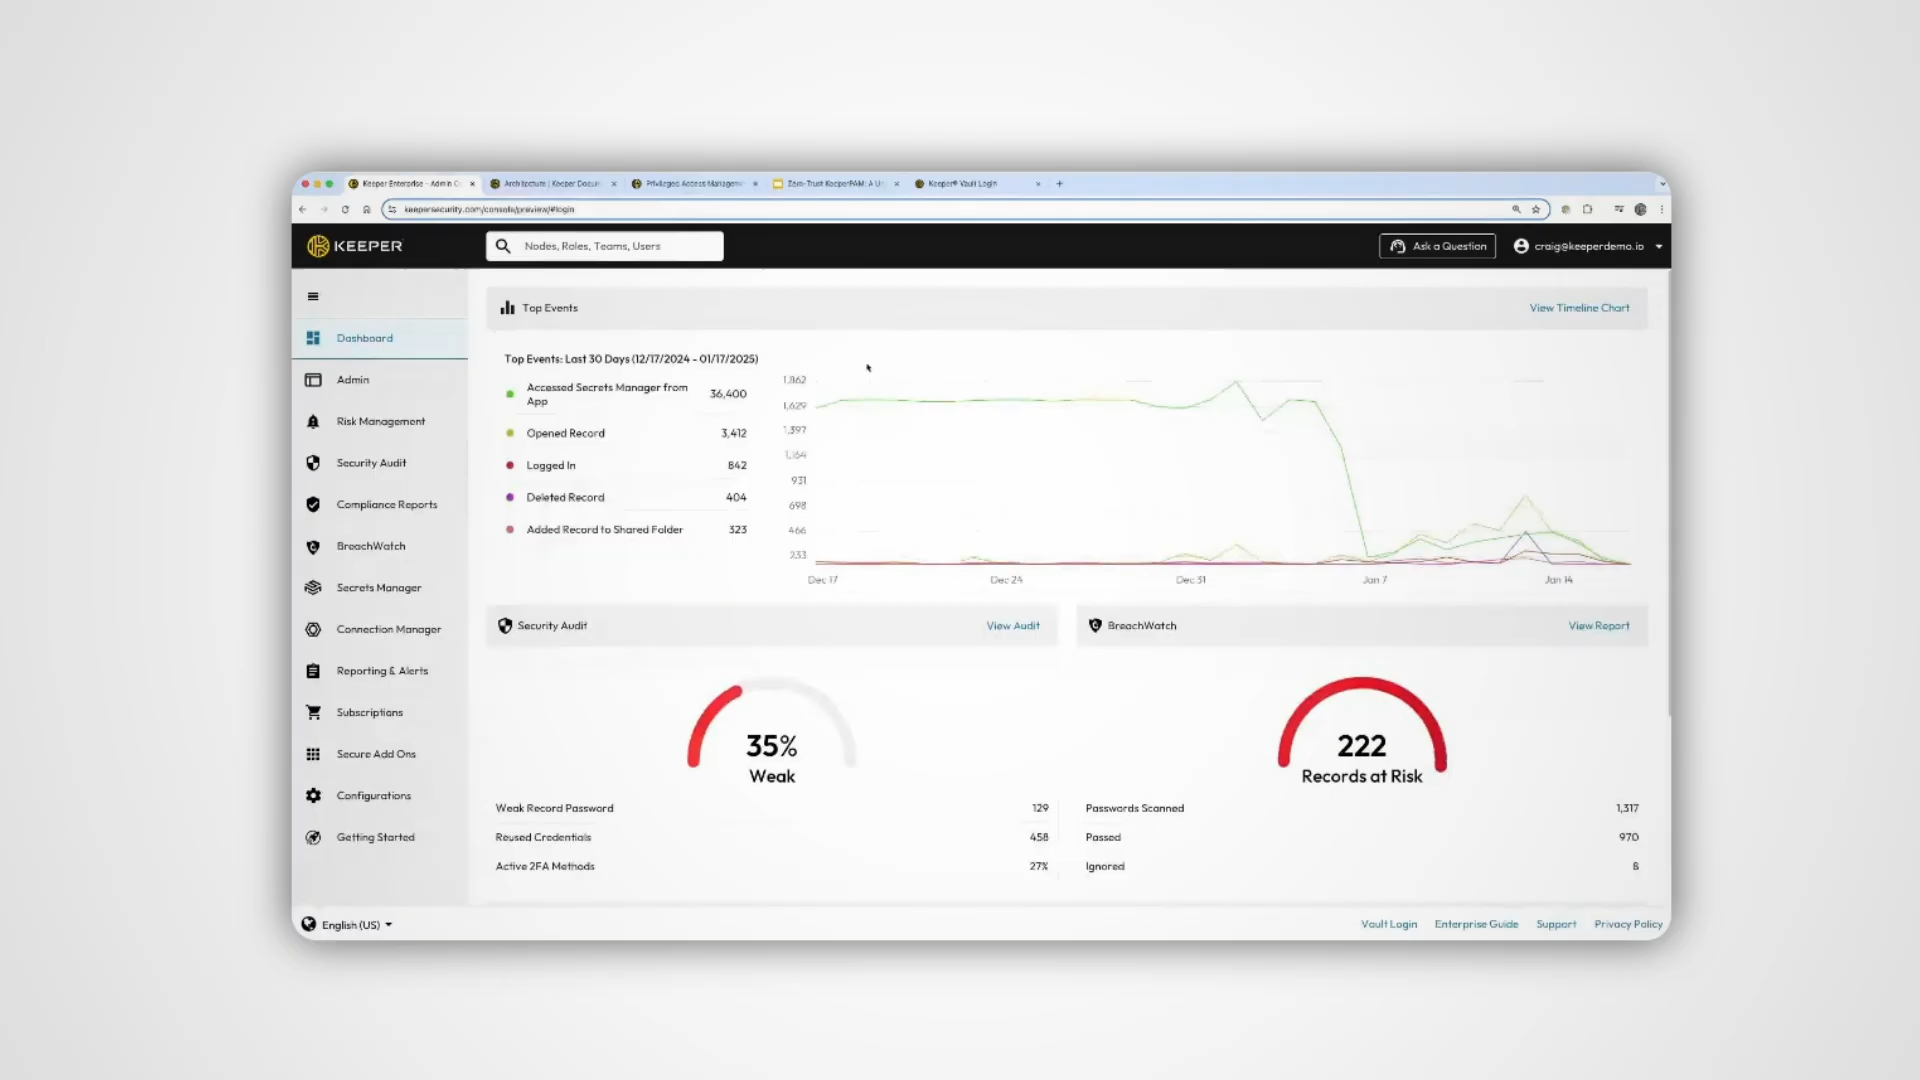 Keeper Enterprise - Admin C
Architecture | Keeper Docum
Privileged Access Managem
Zero-Trust KeeperPAM: A U
Keeper® Vault Login
keepersecurity.com/console/preview/#login
KEEPER
Nodes, Roles, Teams, Users
Ask a Question
craig@keeperdemo.io
Dashboard
Admin
Risk Management
Security Audit
Compliance Reports
BreachWatch
Secrets Manager
Connection Manager
Reporting & Alerts
Subscriptions
Secure Add Ons
Configurations
Getting Started
Top Events
View Timeline Chart
Top Events: Last 30 Days (12/17/2024 - 01/17/2025)
Accessed Secrets Manager from
App
36,400
Opened Record 3,412
Logged In 842
Deleted Record 404
Added Record to Shared Folder 323
1,862
1,629
1,397
1,164
931
698
466
233
Dec 17
Dec 24
Dec 31
Jan 7
Jan 14
Security Audit
View Audit
35%
Weak
Weak Record Password 129
Reused Credentials 458
Active 2FA Methods 27%
BreachWatch
View Report
222
Records at Risk
Passwords Scanned 1,317
Passed 970
Ignored
English (US)
Vault Login
Enterprise Guide
Support
Privacy Policy